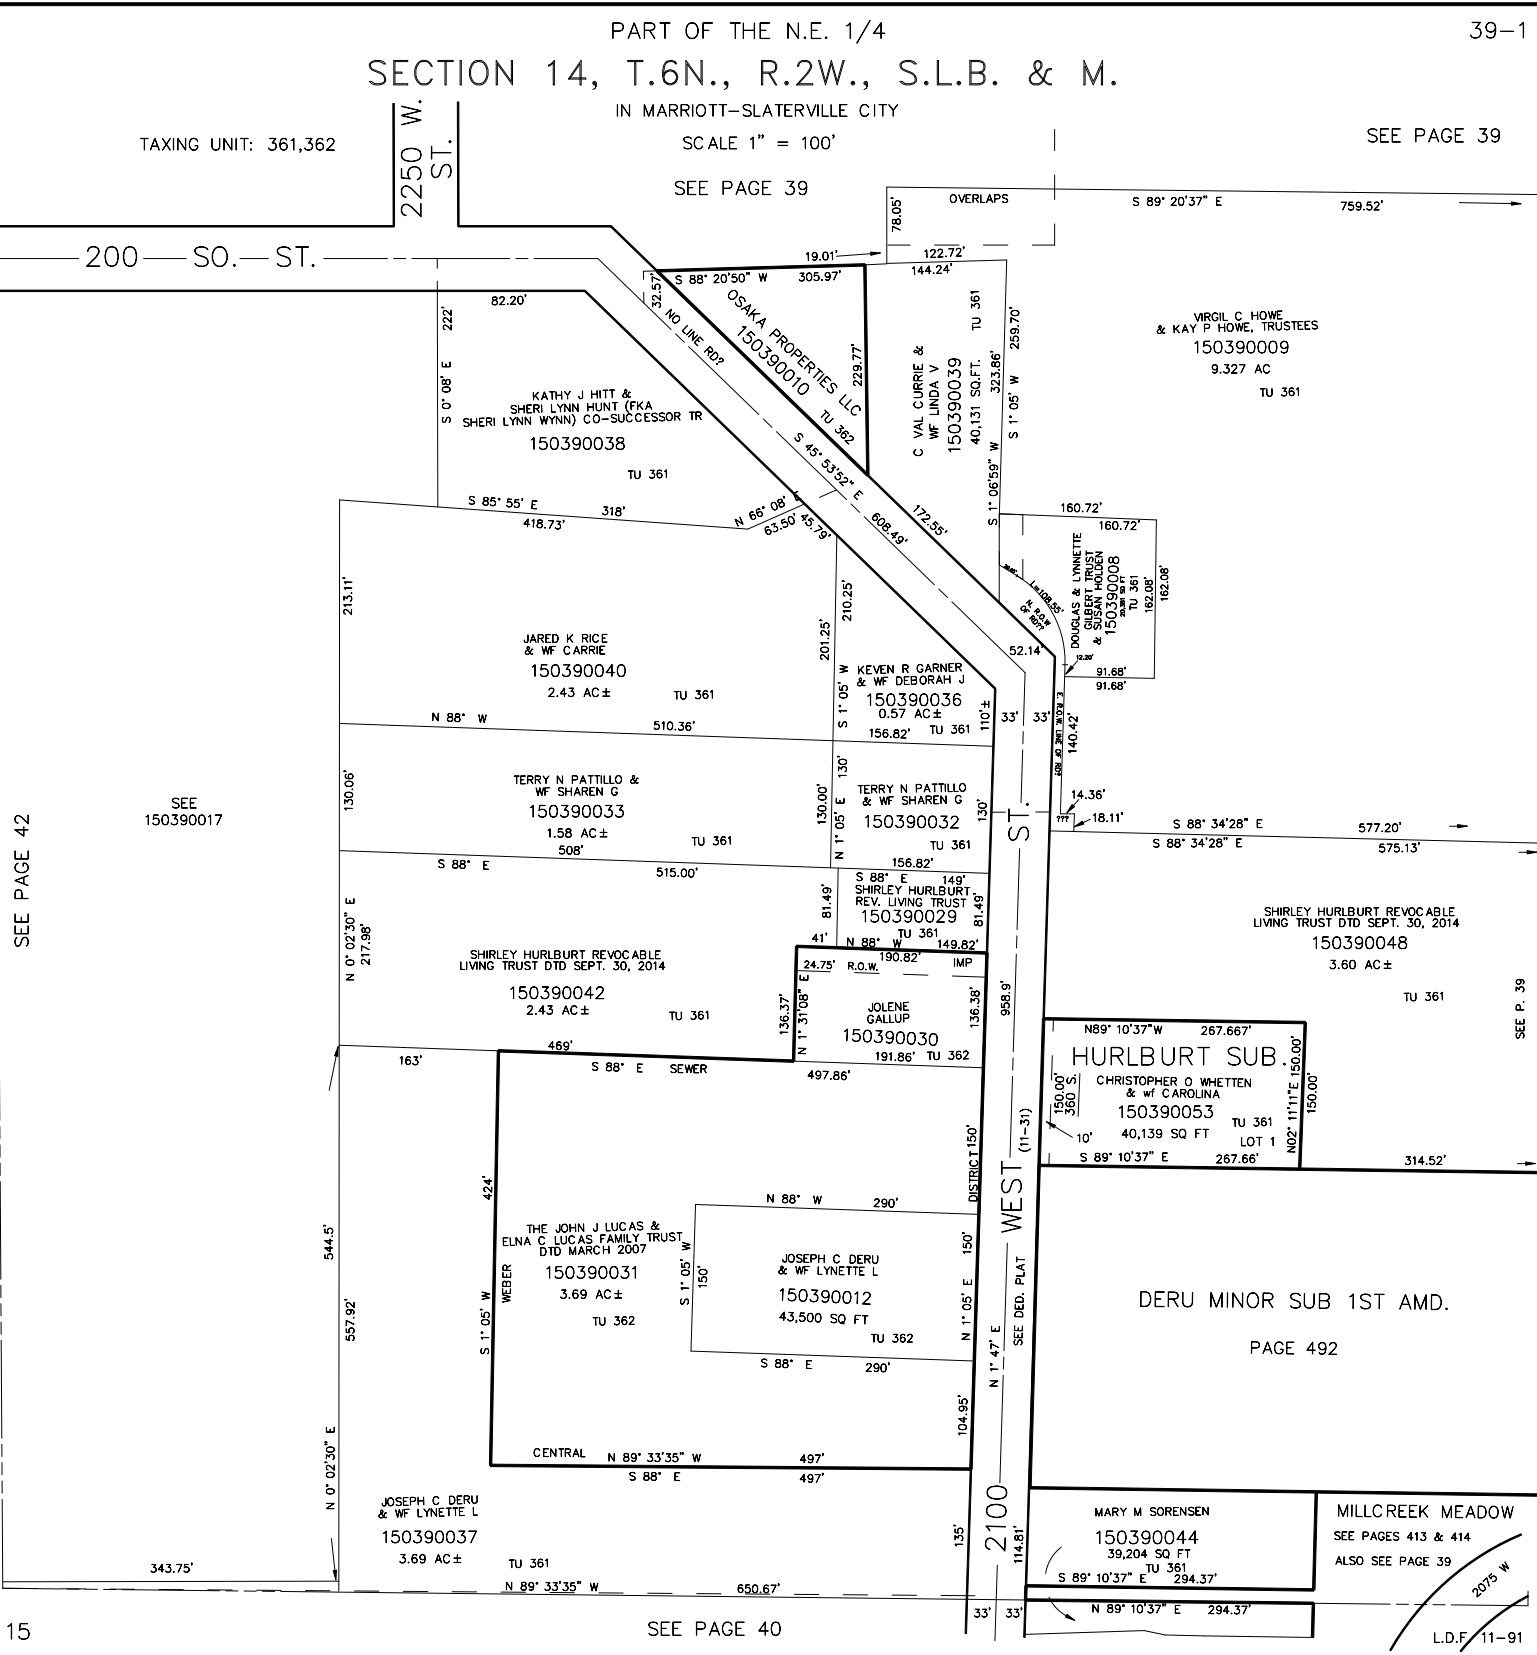 PART OF THE N.E. 1/4
39-1
SECTION 14, T.6N., R.2W., S.L.B. & M.
IN MARRIOTT-SLATERVILLE CITY
TAXING UNIT: 361,362
SCALE 1" = 100'
SEE PAGE 39
SEE PAGE 39
2250 W.
ST.
200 SO. ST.
78.05'
OVERLAPS
S 89° 20'37" E
759.52'
19.01'
122.72'
144.24'
S 88° 20'50" W
305.97'
32.57'
NO LINE RD?
OSAKA PROPERTIES LLC
150390010
TU 362
229.77'
C VAL CURRIE &
WF LINDA V
150390039
40,131 SQ.FT.
TU 361
323.86'
S 1° 06'59" W
259.70'
S 1° 05' W
VIRGIL C HOWE
& KAY P HOWE, TRUSTEES
150390009
9.327 AC
TU 361
82.20'
222'
S 0° 08' E
KATHY J HITT &
SHERI LYNN HUNT (FKA
SHERI LYNN WYNN) CO-SUCCESSOR TR
150390038
TU 361
S 45° 53'52" E
608.49'
172.55'
S 85° 55' E
318'
418.73'
N 66° 08' E
63.50'
45.79'
160.72'
160.72'
DOUGLAS & LYNNETTE
GILBERT TRUST
& SUSAN HOLDEN
150390008
TU 361
162.08'
162.08'
L=108.55'
N. R.O.W
OF RD??
12.20'
91.68'
91.68'
52.14'
213.11'
JARED K RICE
& WF CARRIE
150390040
2.43 AC±
TU 361
210.25'
201.25'
S 1° 05' W
KEVEN R GARNER
& WF DEBORAH J
150390036
0.57 AC±
TU 361
110'±
156.82'
33'
33'
E. R.O.W. LINE OF RD?
140.42'
N 88° W
510.36'
130.06'
TERRY N PATTILLO &
WF SHAREN G
150390033
1.58 AC±
TU 361
508'
130'
130.00'
N 1° 05' E
TERRY N PATTILLO
& WF SHAREN G
150390032
TU 361
130'
156.82'
14.36'
???
18.11'
S 88° 34'28" E
577.20'
S 88° 34'28" E
575.13'
SEE
150390017
SEE PAGE 42
S 88° E
515.00'
S 88° E
149'
SHIRLEY HURLBURT
REV. LIVING TRUST
150390029
TU 361
81.49'
81.49'
N 0° 02'30" E
217.98'
SHIRLEY HURLBURT REVOCABLE
LIVING TRUST DTD SEPT. 30, 2014
150390042
2.43 AC±
TU 361
41'
N 88° W
149.82'
190.82'
24.75'
R.O.W.
IMP
N 1° 31'08" E
136.37'
JOLENE
GALLUP
150390030
191.86'
TU 362
136.38'
958.9'
SHIRLEY HURLBURT REVOCABLE
LIVING TRUST DTD SEPT. 30, 2014
150390048
3.60 AC±
TU 361
SEE P. 39
N89° 10'37"W
267.667'
HURLBURT SUB.
CHRISTOPHER O WHETTEN
& wf CAROLINA
150390053
TU 361
40,139 SQ FT
LOT 1
150.00'
360 S.
10'
N02° 11'11"E 150.00'
150.00'
S 89° 10'37" E
267.66'
314.52'
163'
469'
S 88° E
SEWER
497.86'
DISTRICT
150'
(11-31)
424'
S 1° 05' W
WEBER
THE JOHN J LUCAS &
ELNA C LUCAS FAMILY TRUST
DTD MARCH 2007
150390031
3.69 AC±
TU 362
N 88° W
290'
S 1° 05' W
150'
JOSEPH C DERU
& WF LYNETTE L
150390012
43,500 SQ FT
TU 362
150'
N 1° 05' E
S 88° E
290'
104.95'
N 1° 47' E
SEE DED. PLAT
2100 WEST ST.
DERU MINOR SUB 1ST AMD.
PAGE 492
544.5'
557.92'
N 0° 02'30" E
CENTRAL
N 89° 33'35" W
497'
S 88° E
497'
JOSEPH C DERU
& WF LYNETTE L
150390037
3.69 AC±
TU 361
135'
114.81'
MARY M SORENSEN
150390044
39,204 SQ FT
TU 361
S 89° 10'37" E
294.37'
MILLCREEK MEADOW
SEE PAGES 413 & 414
ALSO SEE PAGE 39
2075 W
343.75'
N 89° 33'35" W
650.67'
33'
33'
N 89° 10'37" E
294.37'
15
SEE PAGE 40
L.D.F. 11-91